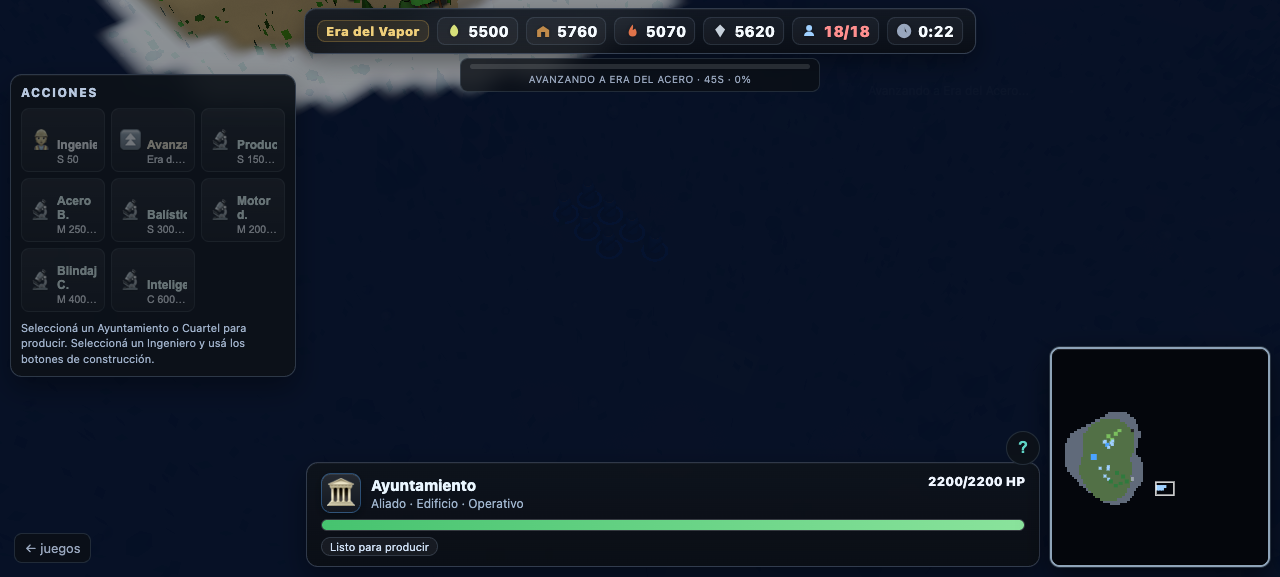 Era del Vapor 5500 5760 5070 5620 18/18 0:22
AVANZANDO A ERA DEL ACERO · 45S · 0%
ACCIONES
Ingenie
S 50
Avanza
Era d....
Produc
S 150...
Acero B.
M 250...
Balístic
S 300...
Motor d.
M 200...
Blindaj C.
M 400...
Intelige
C 600...
Seleccioná un Ayuntamiento o Cuartel para
producir. Seleccioná un Ingeniero y usá los
botones de construcción.
?
Ayuntamiento
2200/2200 HP
Aliado · Edificio · Operativo
Listo para producir
← juegos